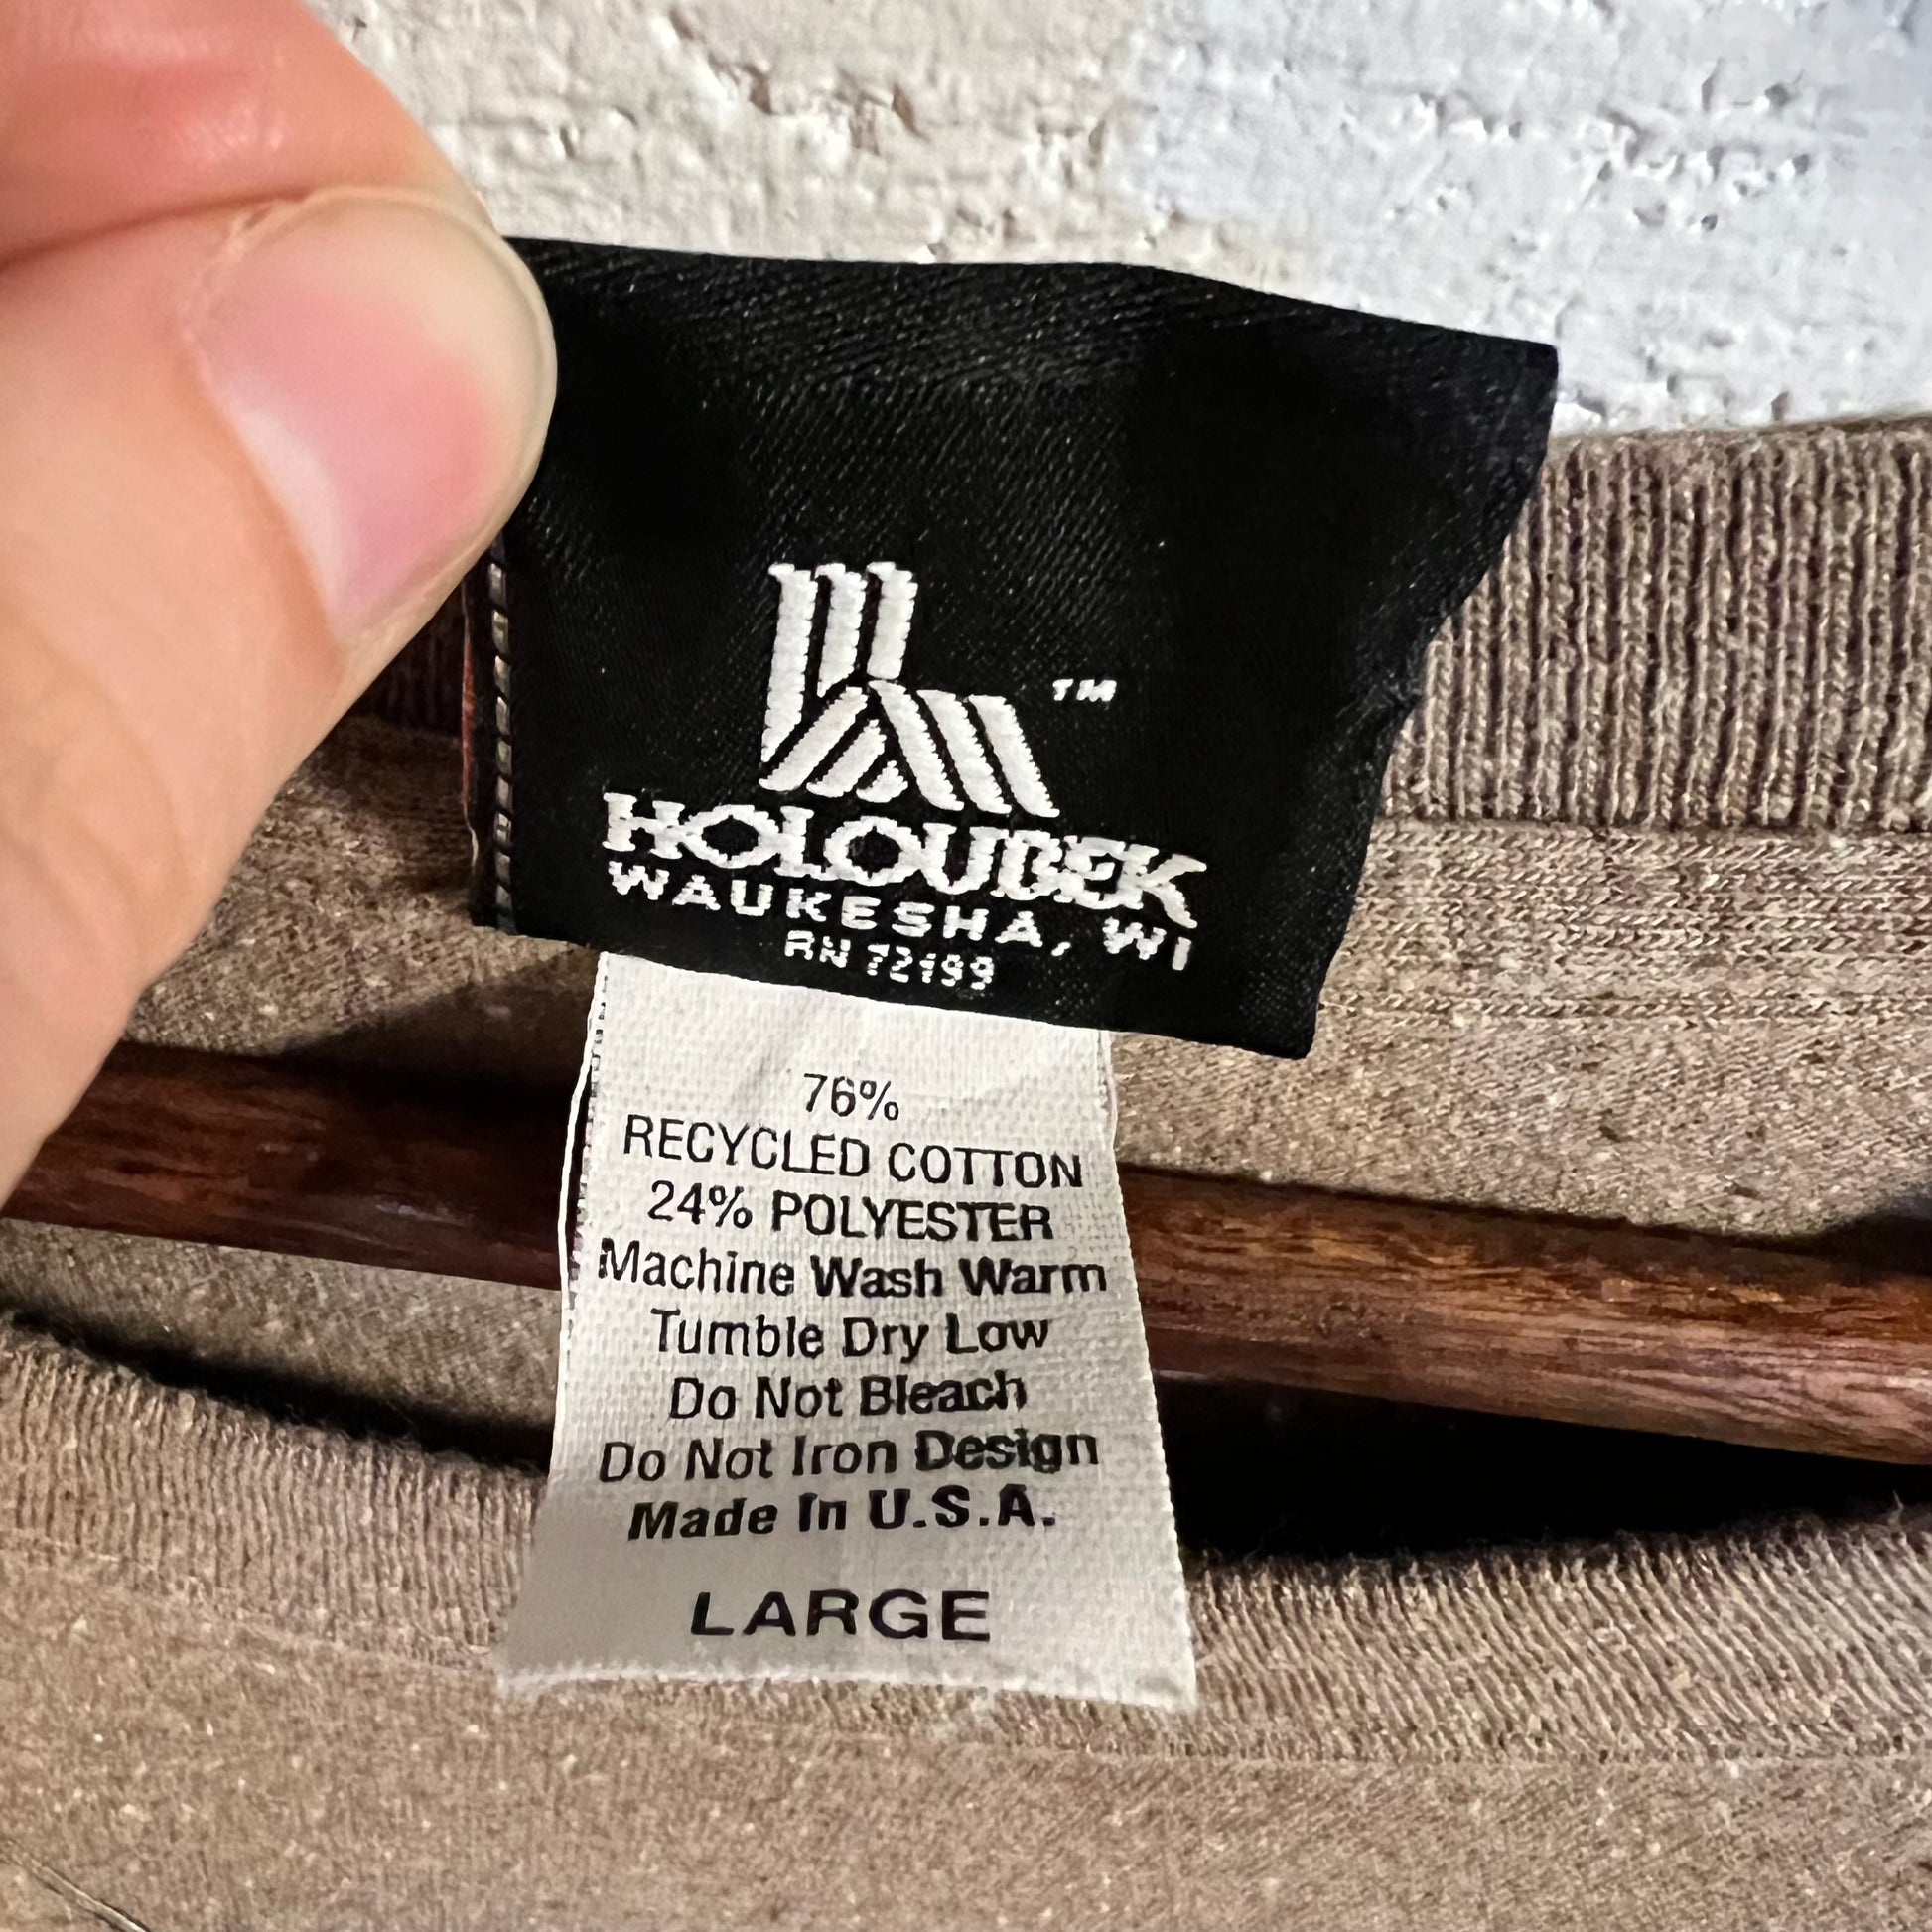 TM
HOLOUBEK
WAUKESHA, WI
RN 72199
76%
RECYCLED COTTON
24% POLYESTER
Machine Wash Warm
Tumble Dry Low
Do Not Bleach
Do Not Iron Design
Made In U.S.A.
LARGE